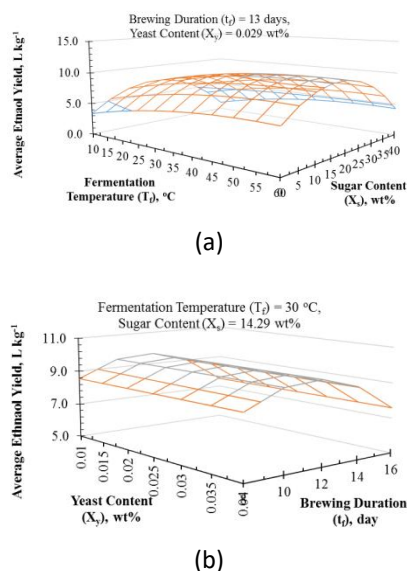 Brewing Duration (tf) = 13 days,
Yeast Content (Xy) = 0.029 wt%
Average Etanol Yield, L kg-1
15.0
10.0
5.0
0.0
10 15 20 25 30 35 40 45 50 55 60
Fermentation
Temperature (Tf), °C
0 5 10 15 20 25 30 35 40
Sugar Content
(Xs), wt%
(a)
Fermentation Temperature (Tf) = 30 °C,
Sugar Content (Xs) = 14.29 wt%
Average Ethnaol Yield, L kg-1
11.0
9.0
7.0
5.0
0.01 0.015 0.02 0.025 0.03 0.035 0.04
Yeast Content
(Xy), wt%
10 12 14 16
Brewing Duration
(tf), day
(b)